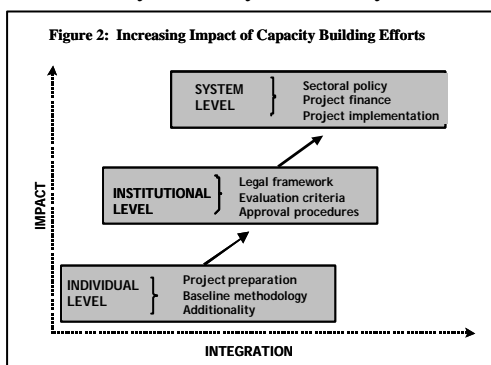 Figure 2: Increasing Impact of Capacity Building Efforts
SYSTEM
LEVEL
Sectoral policy
Project finance
Project implementation
INSTITUTIONAL
LEVEL
Legal framework
Evaluation criteria
Approval procedures
INDIVIDUAL
LEVEL
Project preparation
Baseline methodology
Additionality
IMPACT
INTEGRATION